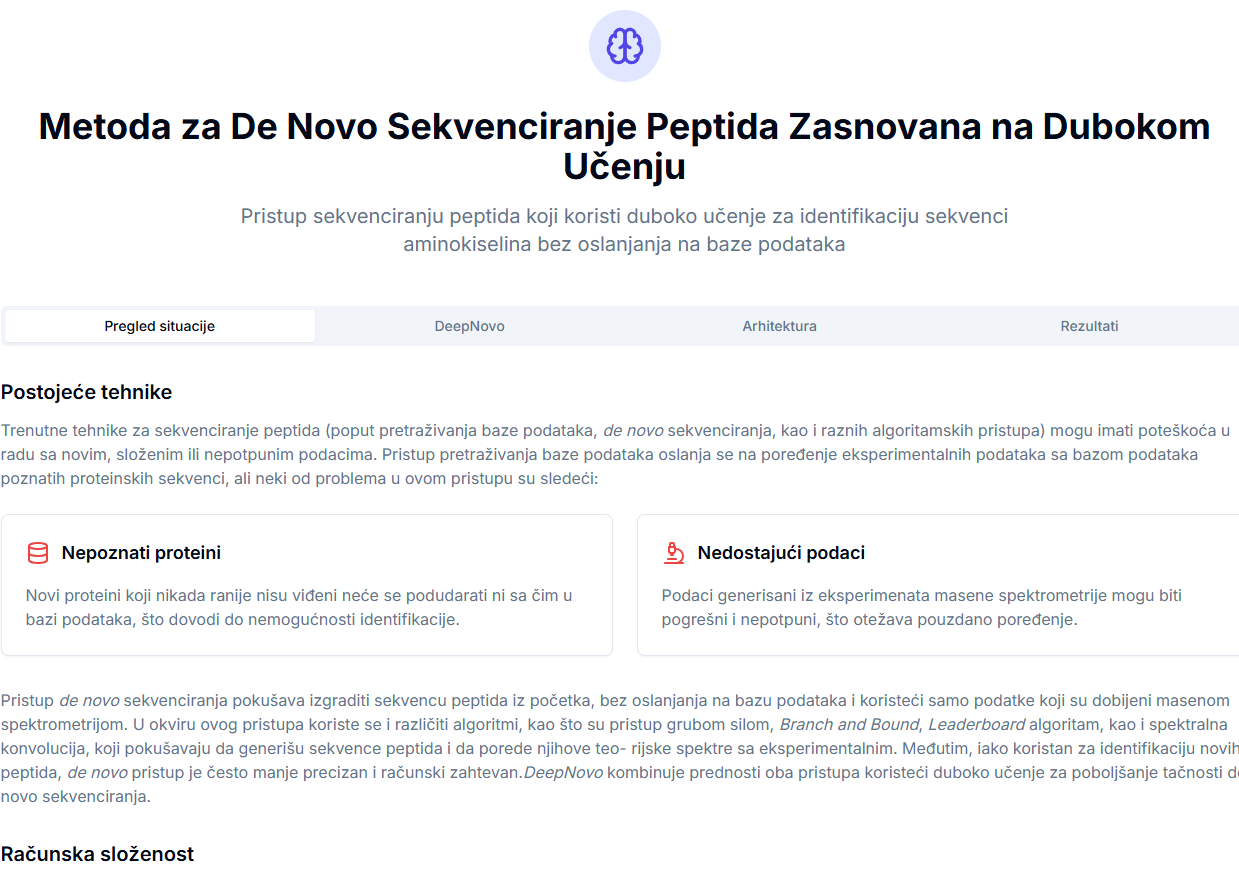 Metoda za De Novo Sekvenciranje Peptida Zasnovana na Dubokom
Učenju
Pristup sekvenciranju peptida koji koristi duboko učenje za identifikaciju sekvenci
aminokiselina bez oslanjanja na baze podataka
Pregled situacije
DeepNovo
Arhitektura
Rezultati
Postojeće tehnike
Trenutne tehnike za sekvenciranje peptida (poput pretraživanja baze podataka, de novo sekvenciranja, kao i raznih algoritamskih pristupa) mogu imati poteškoća u
radu sa novim, složenim ili nepotpunim podacima. Pristup pretraživanja baze podataka oslanja se na poređenje eksperimentalnih podataka sa bazom podataka
poznatih proteinskih sekvenci, ali neki od problema u ovom pristupu su sledeći:
Nepoznati proteini
Novi proteini koji nikada ranije nisu viđeni neće se podudarati ni sa čim u
bazi podataka, što dovodi do nemogućnosti identifikacije.
Nedostajući podaci
Podaci generisani iz eksperimenata masene spektrometrije mogu biti
pogrešni i nepotpuni, što otežava pouzdano poređenje.
Pristup de novo sekvenciranja pokušava izgraditi sekvencu peptida iz početka, bez oslanjanja na bazu podataka i koristeći samo podatke koji su dobijeni masenom
spektrometrijom. U okviru ovog pristupa koriste se i različiti algoritmi, kao što su pristup grubom silom, Branch and Bound, Leaderboard algoritam, kao i spektralna
konvolucija, koji pokušavaju da generišu sekvence peptida i da porede njihove teo- rijske spektre sa eksperimentalnim. Međutim, iako koristan za identifikaciju novih
peptida, de novo pristup je često manje precizan i računski zahtevan.DeepNovo kombinuje prednosti oba pristupa koristeći duboko učenje za poboljšanje tačnosti de
novo sekvenciranja.
Računska složenost